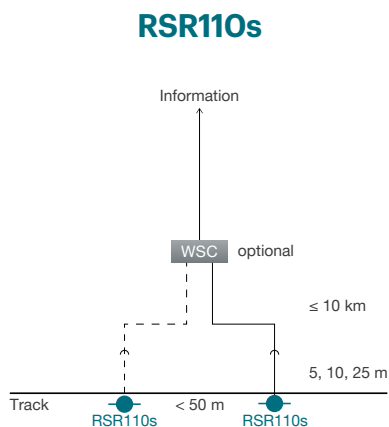 RSR110s
Information
WSC optional
≤ 10 km
5, 10, 25 m
Track < 50 m
RSR110s RSR110s